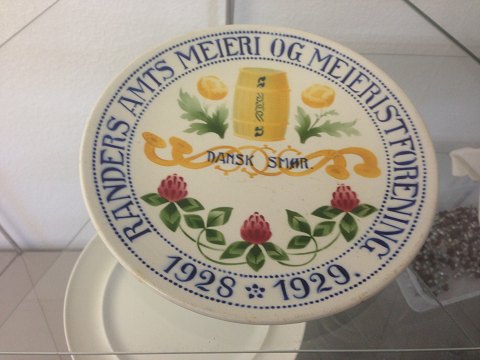 RANDERS AMTS MEIERI OG MEIERISTFORENING.
DANSK SMØR
1928 1929.